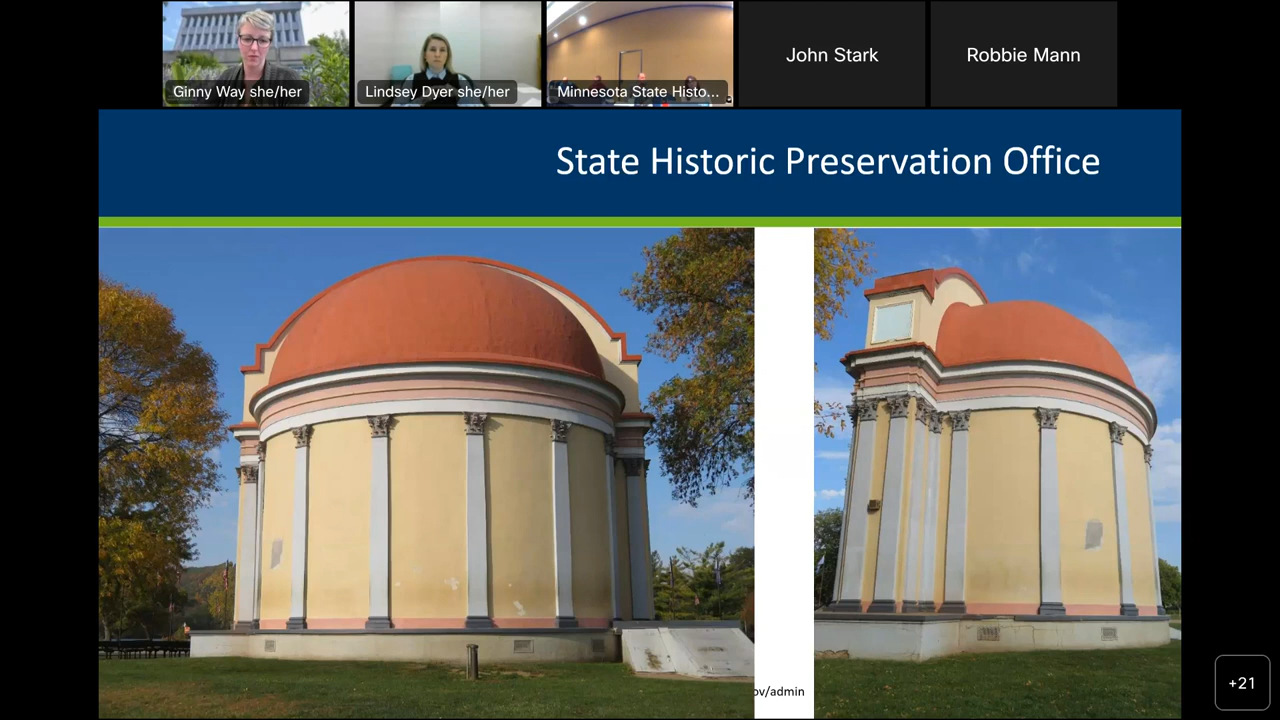 Ginny Way she/her
Lindsey Dyer she/her
Minnesota State Histo...
John Stark
Robbie Mann
State Historic Preservation Office
ov/admin
+21